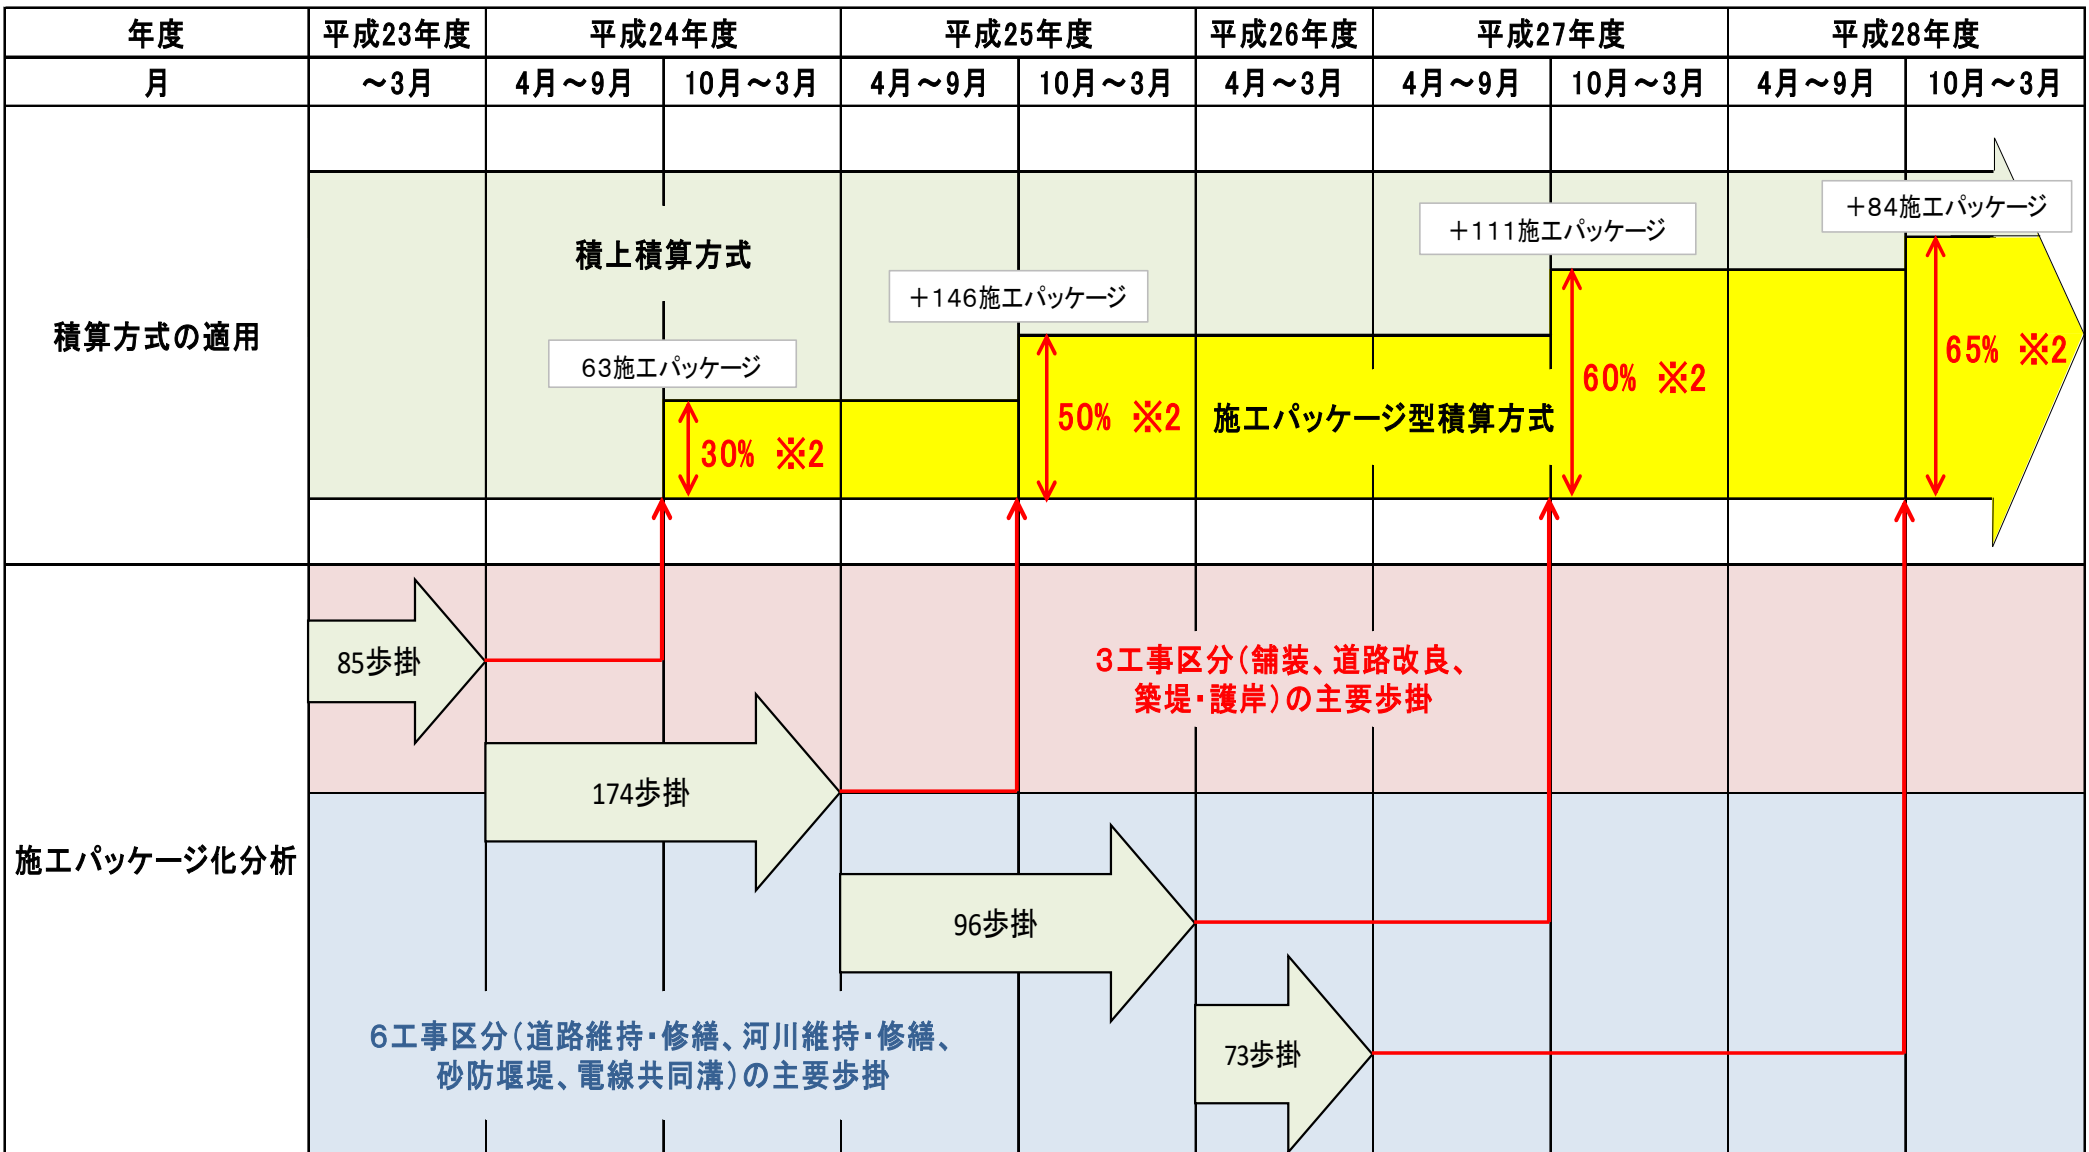 年度 平成23年度 平成24年度 平成25年度 平成26年度 平成27年度 平成28年度
月 ～3月 4月～9月 10月～3月 4月～9月 10月～3月 4月～3月 4月～9月 10月～3月 4月～9月 10月～3月
積算方式の適用
積上積算方式
63施工パッケージ
＋146施工パッケージ
＋111施工パッケージ
＋84施工パッケージ
30% ※2
50% ※2
施工パッケージ型積算方式
60% ※2
65% ※2
施工パッケージ化分析
85歩掛
174歩掛
96歩掛
73歩掛
3工事区分(舗装、道路改良、
築堤・護岸)の主要歩掛
6工事区分(道路維持・修繕、河川維持・修繕、
砂防堰堤、電線共同溝)の主要歩掛